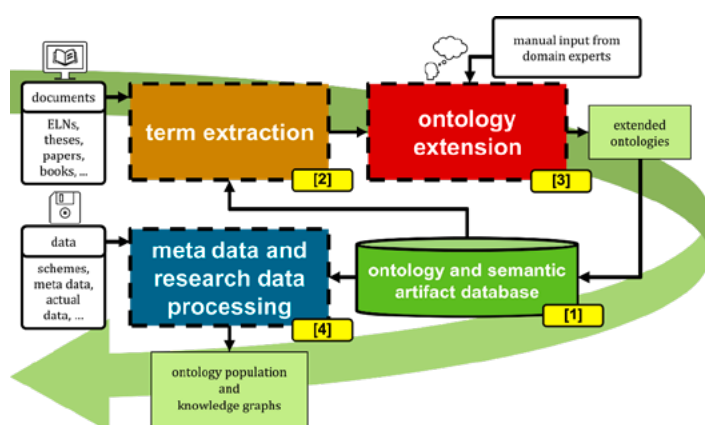 manual input from
domain experts
documents
ELNs,
theses,
papers,
books, ...
term extraction
[2]
ontology
extension
[3]
extended
ontologies
data
schemes,
meta data,
actual
data, ...
meta data and
research data
processing
[4]
ontology and semantic
artifact database
[1]
ontology population
and
knowledge graphs